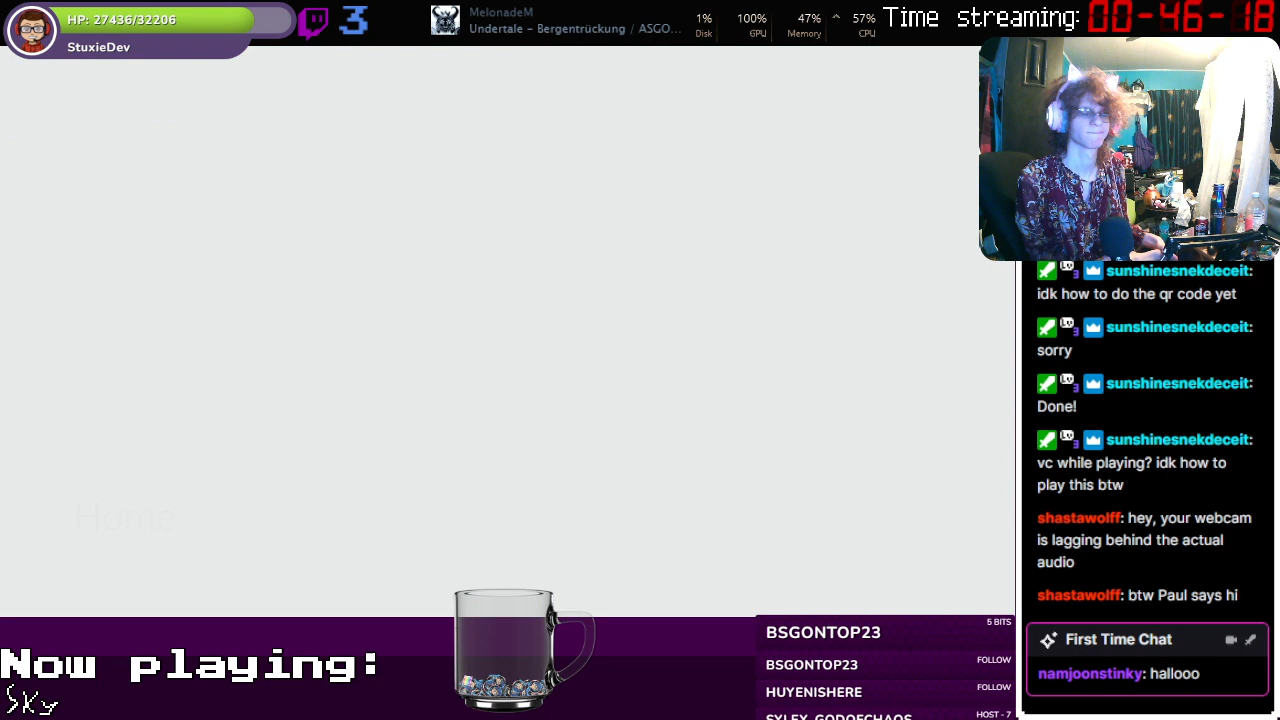 HP: 27436/32206
StuxieDev
3
MelonadeM
Undertale - Bergentrückung / ASGO...
1%
Disk
100%
GPU
47%
Memory
57%
CPU
Time streaming: 00-46-18
sunshinesnekdeceit:
idk how to do the qr code yet
sunshinesnekdeceit:
sorry
sunshinesnekdeceit:
Done!
sunshinesnekdeceit:
vc while playing? idk how to
play this btw
shastawolff: hey, your webcam
is lagging behind the actual
audio
shastawolff: btw Paul says hi
First Time Chat
namjoonstinky: hallooo
Home
BSGONTOP23
5 BITS
BSGONTOP23
FOLLOW
HUYENISHERE
FOLLOW
SYLEX_GODOFCHAOS
HOST - 7
Now playing:
Sky